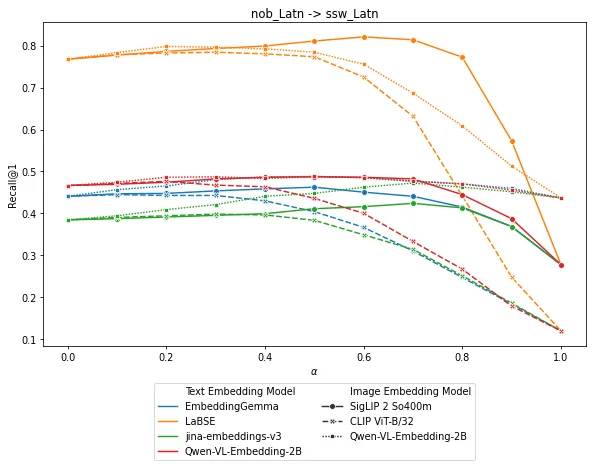 nob_Latn -> ssw_Latn
Recall@1
0.8
0.7
0.6
0.5
0.4
0.3
0.2
0.1
0.0
0.2
0.4
0.6
0.8
1.0
α
Text Embedding Model
EmbeddingGemma
LaBSE
jina-embeddings-v3
Qwen-VL-Embedding-2B
Image Embedding Model
SigLIP 2 So400m
CLIP ViT-B/32
Qwen-VL-Embedding-2B